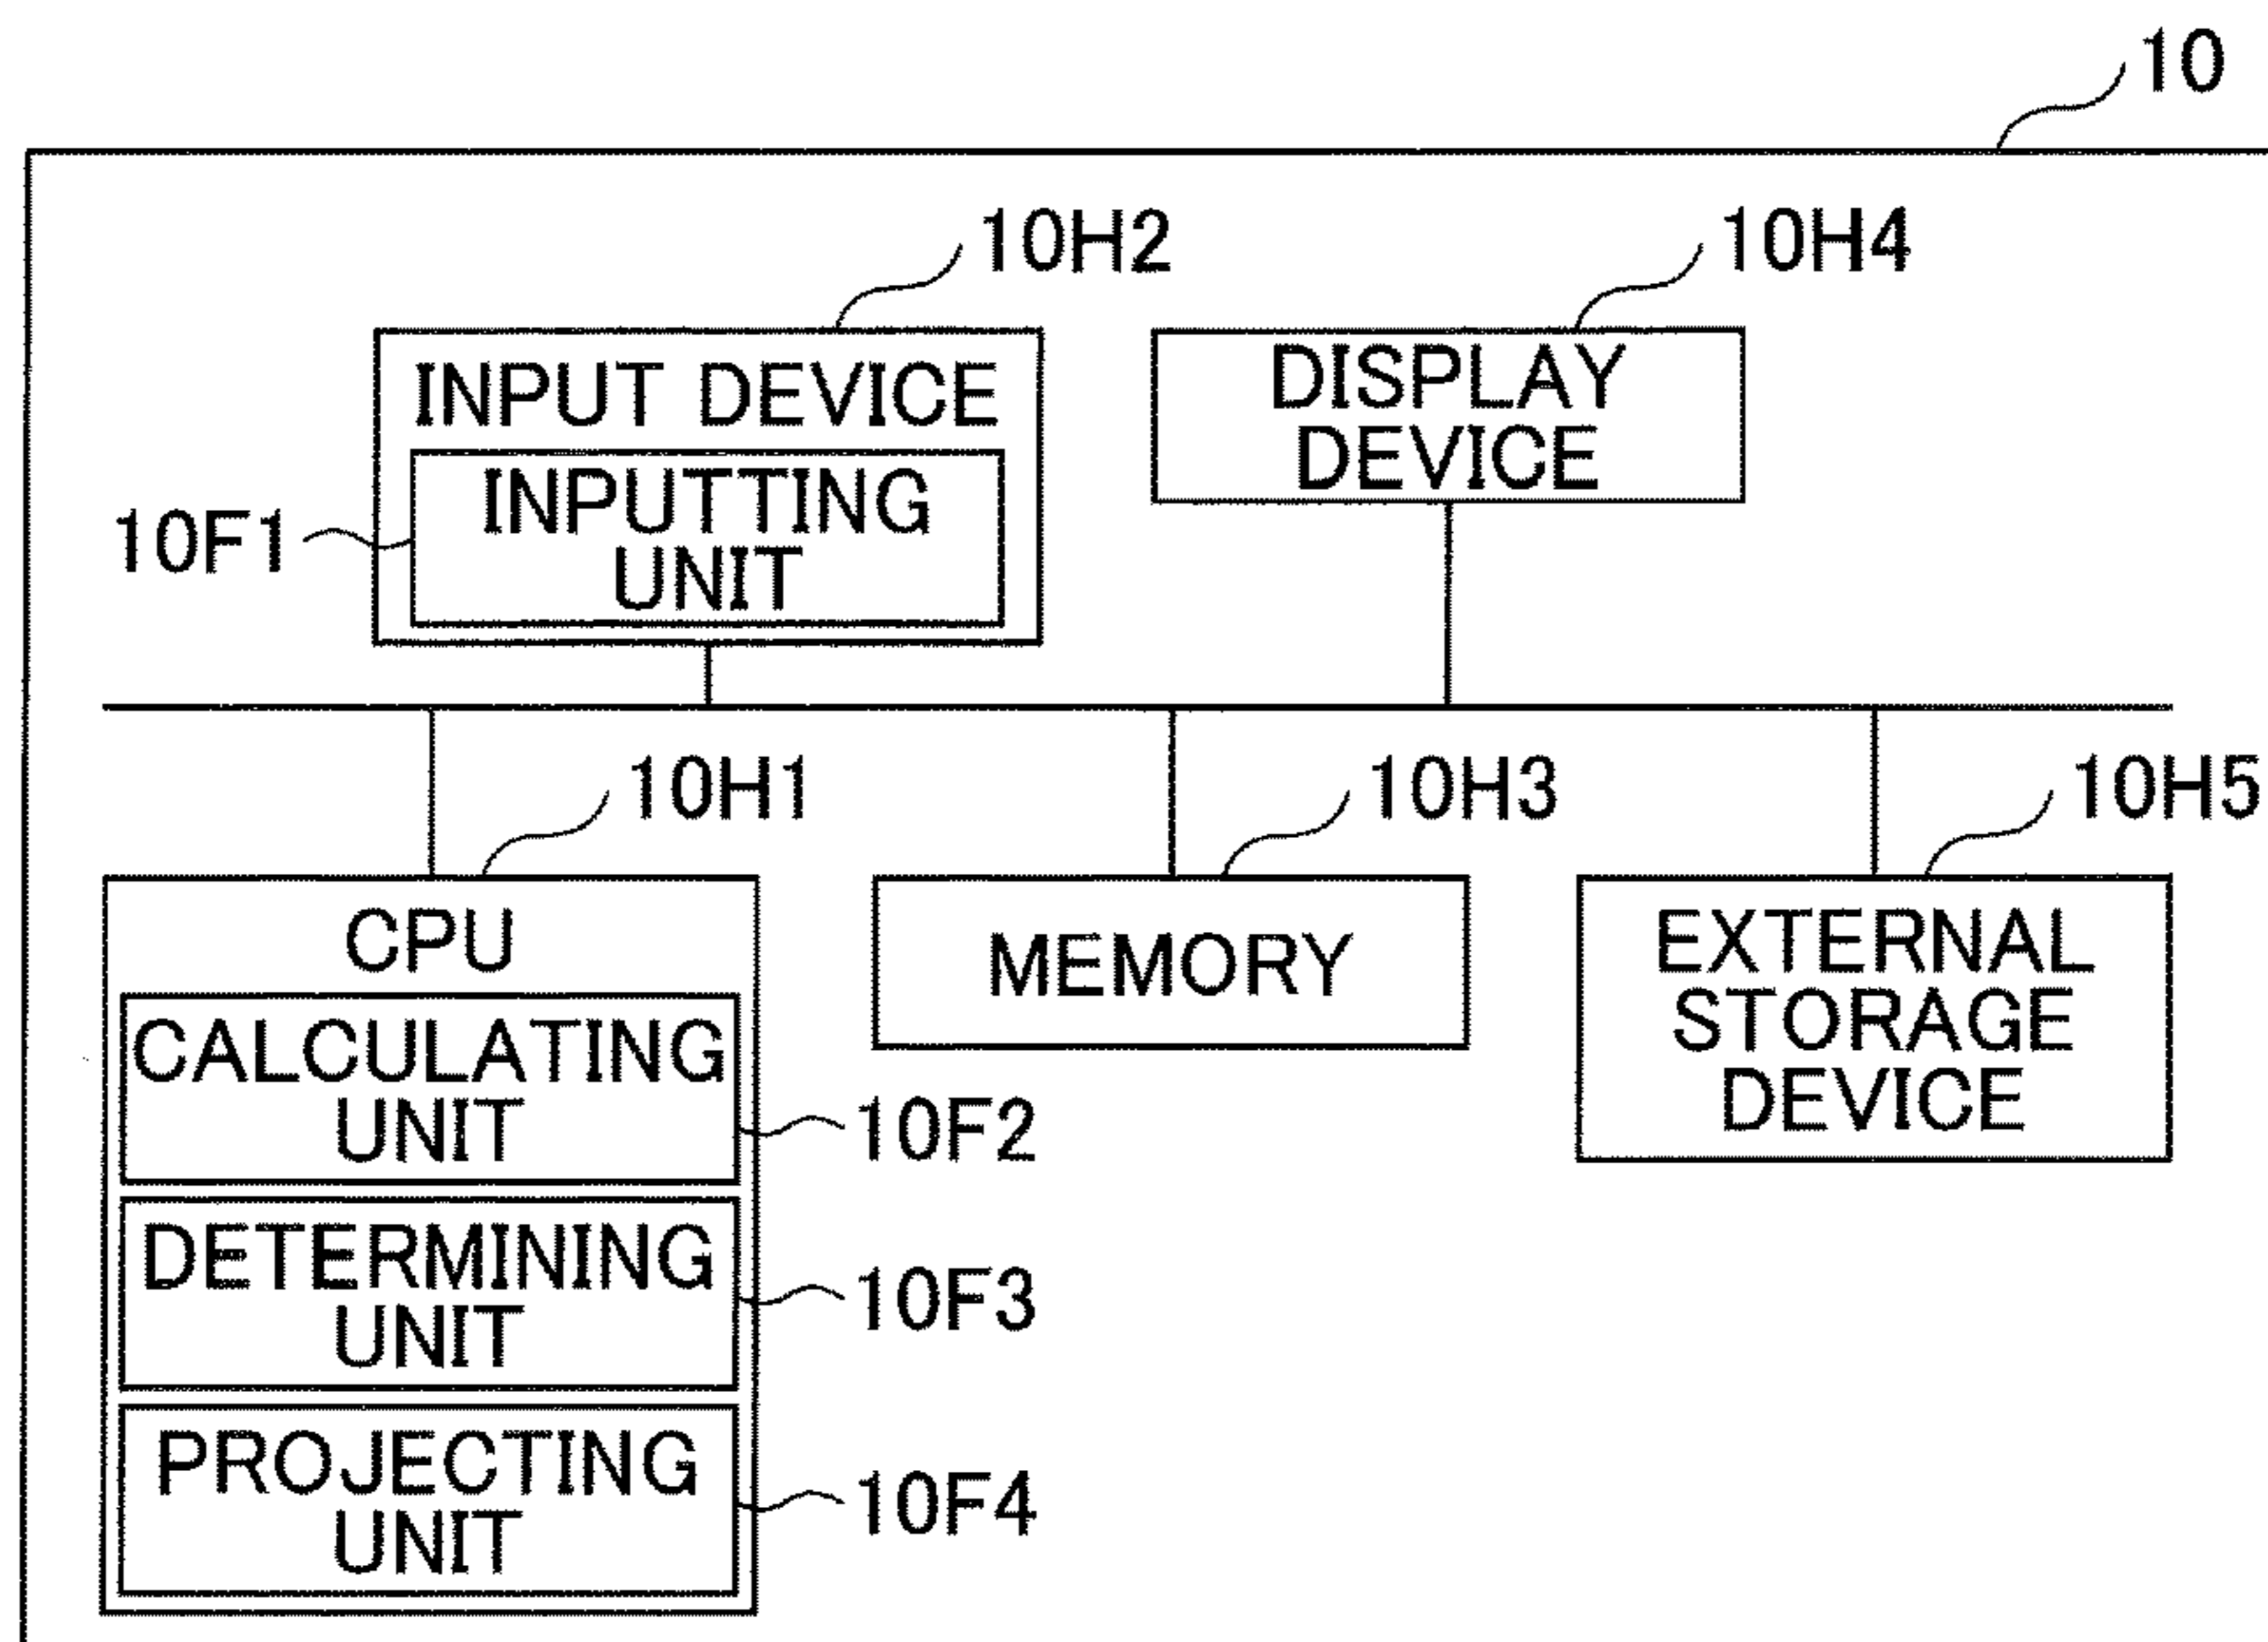 10
10H2
10H4
INPUT DEVICE
DISPLAY
DEVICE
10F1
INPUTTING
UNIT
10H1
10H3
10H5
CPU
MEMORY
EXTERNAL
STORAGE
DEVICE
CALCULATING
UNIT
10F2
DETERMINING
UNIT
10F3
PROJECTING
UNIT
10F4